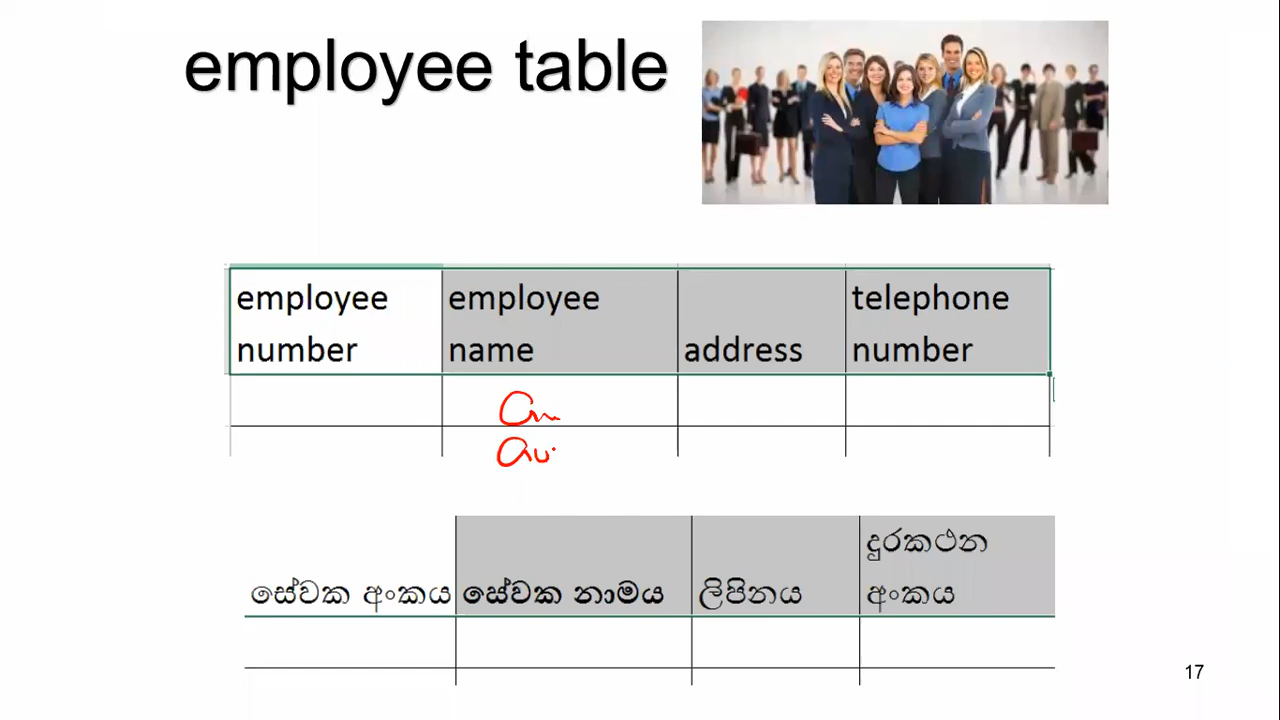 employee table
employee number
employee name
address
telephone number
සේවක අංකය
සේවක නාමය
ලිපිනය
දුරකථන අංකය
17